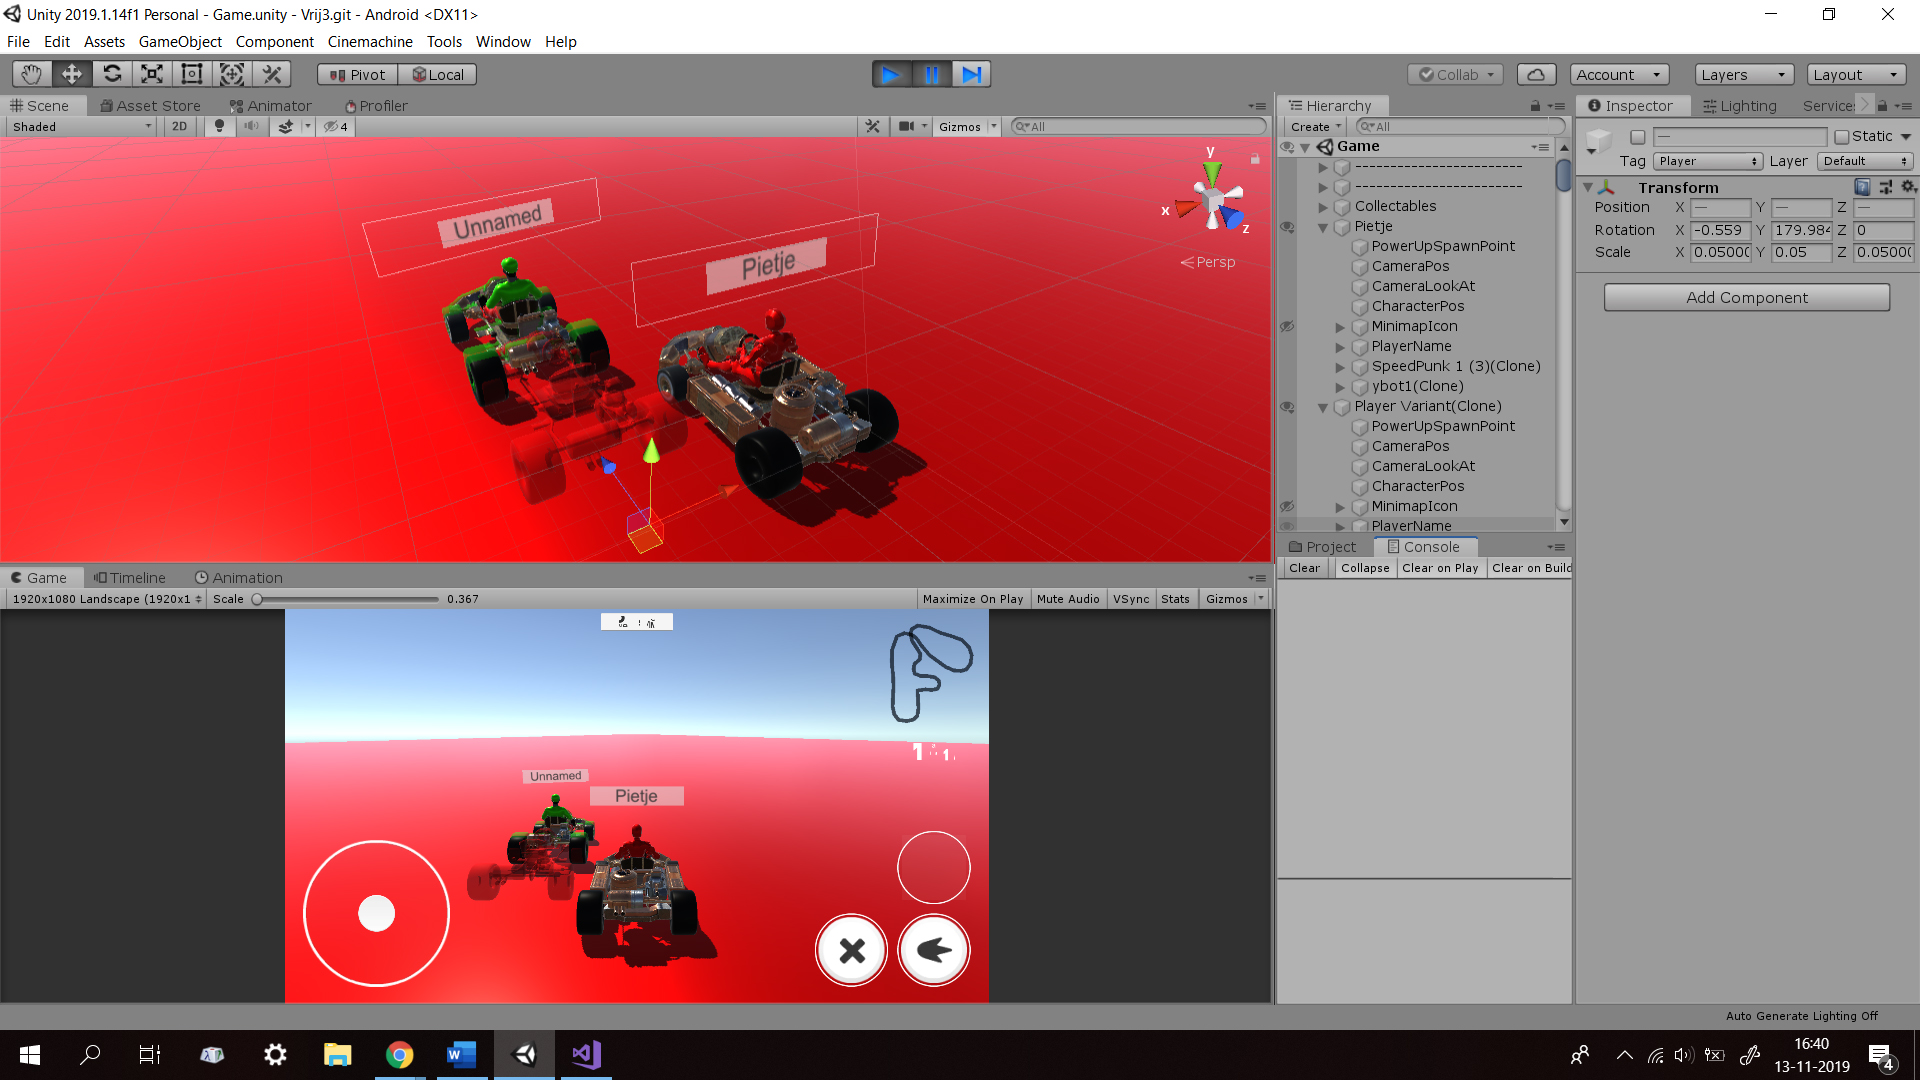 Unity 2019.1.14f1 Personal - Game.unity - Vrij3.git - Android <DX11>
File Edit Assets GameObject Component Cinemachine Tools Window Help
Pivot Local Collab Account Layers Layout
Scene Asset Store Animator Profiler
Shaded 2D 4 Gizmos All
y
x
z
Persp
Unnamed
Pietje
Hierarchy
Create All
Game
------------------------
------------------------
Collectables
Pietje
PowerUpSpawnPoint
CameraPos
CameraLookAt
CharacterPos
MinimapIcon
PlayerName
SpeedPunk 1 (3)(Clone)
ybot1(Clone)
Player Variant(Clone)
PowerUpSpawnPoint
CameraPos
CameraLookAt
CharacterPos
MinimapIcon
PlayerName
Inspector Lighting Service
— Static
Tag Player Layer Default
Transform
Position X — Y — Z —
Rotation X -0.559 Y 179.984 Z 0
Scale X 0.0500( Y 0.05 Z 0.0500(
Add Component
Game Timeline Animation
1920x1080 Landscape (1920x1 Scale 0.367 Maximize On Play Mute Audio VSync Stats Gizmos
Unnamed
Pietje
Project Console
Clear Collapse Clear on Play Clear on Build
Auto Generate Lighting Off
16:40
13-11-2019
4